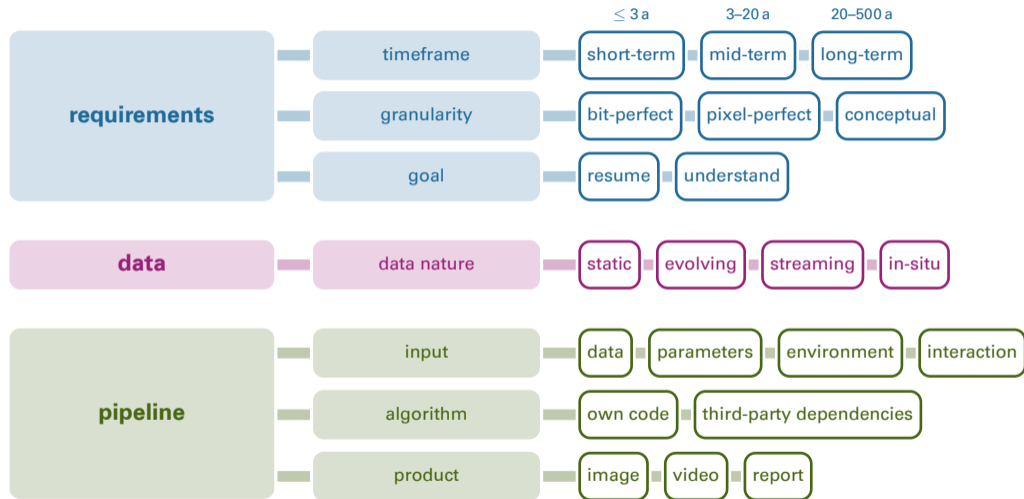 ≤ 3 a 3–20 a 20–500 a
timeframe short-term mid-term long-term
requirements granularity bit-perfect pixel-perfect conceptual
goal resume understand
data data nature static evolving streaming in-situ
input data parameters environment interaction
pipeline algorithm own code third-party dependencies
product image video report